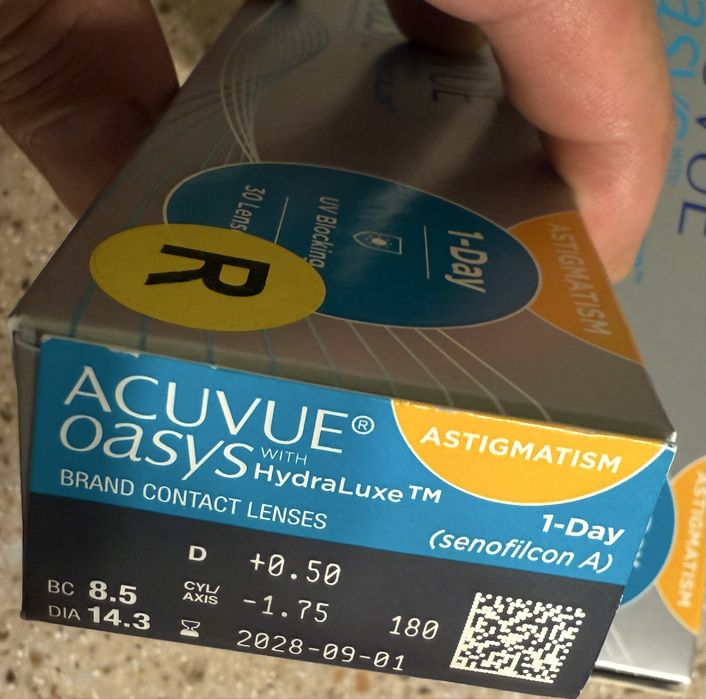 1-Day
UV Blocking
30 Lens
R
ASTIGMATISM
ACUVUE®
oasys WITH
HydraLuxe™
BRAND CONTACT LENSES
ASTIGMATISM
1-Day
(senofilcon A)
D +0.50
BC 8.5 CYL/AXIS -1.75 180
DIA 14.3 2028-09-01
ASTIGMATISM